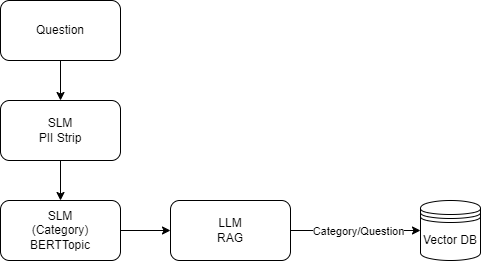 Question
SLM
PII Strip
SLM
(Category)
BERTTopic
LLM
RAG
Category/Question
Vector DB